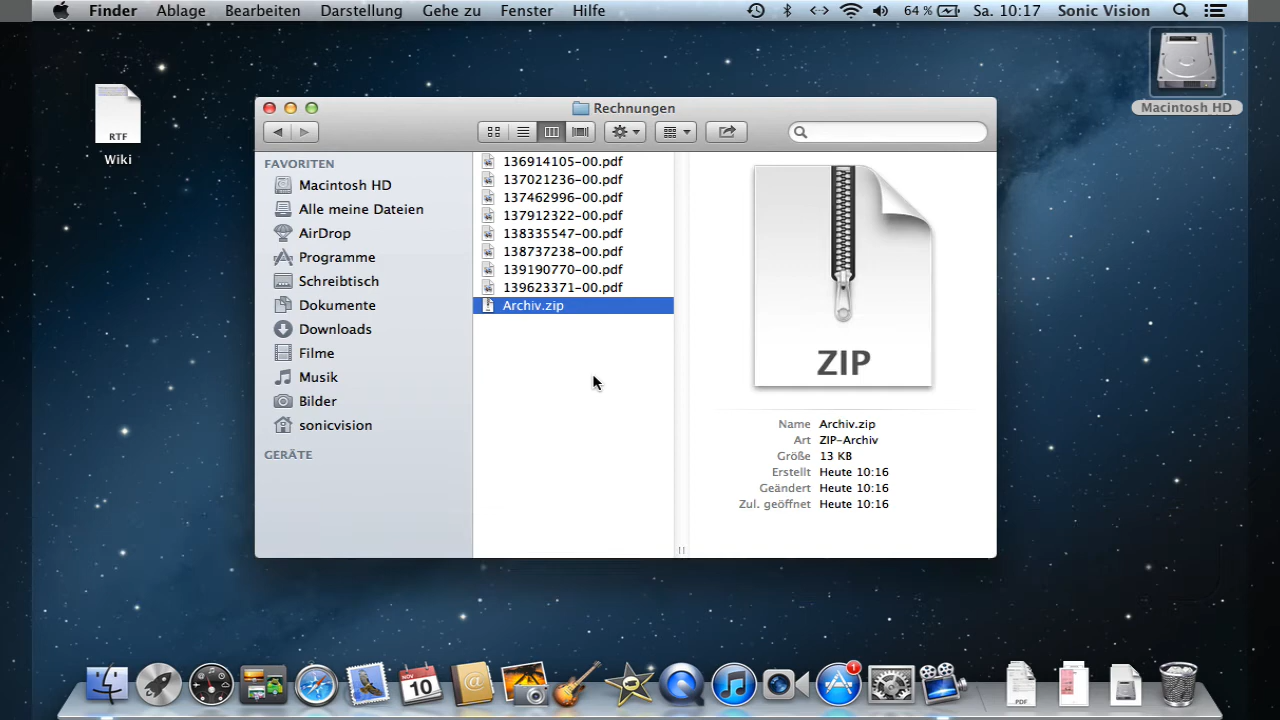 Finder Ablage Bearbeiten Darstellung Gehe zu Fenster Hilfe 64 % Sa. 10:17 Sonic Vision
Macintosh HD
RTF
Wiki
Rechnungen
FAVORITEN
Macintosh HD
Alle meine Dateien
AirDrop
Programme
Schreibtisch
Dokumente
Downloads
Filme
Musik
Bilder
sonicvision
GERÄTE
136914105-00.pdf
137021236-00.pdf
137462996-00.pdf
137912322-00.pdf
138335547-00.pdf
138737238-00.pdf
139190770-00.pdf
139623371-00.pdf
Archiv.zip
ZIP
Name Archiv.zip
Art ZIP-Archiv
Größe 13 KB
Erstellt Heute 10:16
Geändert Heute 10:16
Zul. geöffnet Heute 10:16
NOV
10
@
1
PDF